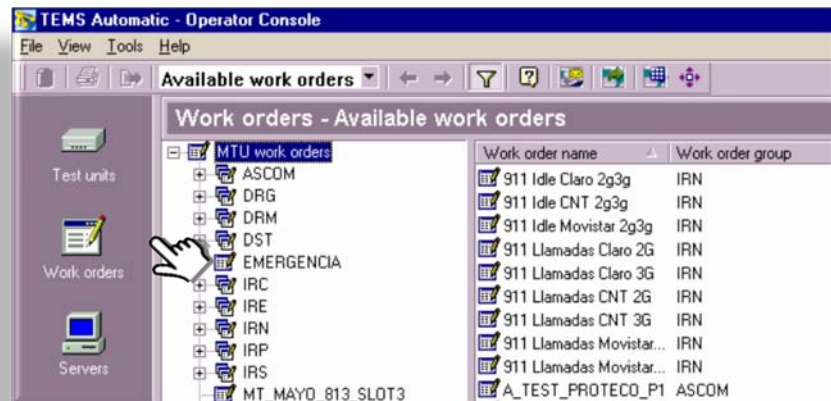 TEMS Automatic - Operator Console
File View Tools Help
Available work orders
Work orders - Available work orders
Test units
Work orders
Servers
MTU work orders
ASCOM
DRG
DRM
DST
EMERGENCIA
IRC
IRE
IRN
IRP
IRS
MT_MAYO_813_SLOT3
Work order name Work order group
911 Idle Claro 2g3g IRN
911 Idle CNT 2g3g IRN
911 Idle Movistar 2g3g IRN
911 Llamadas Claro 2G IRN
911 Llamadas Claro 3G IRN
911 Llamadas CNT 2G IRN
911 Llamadas CNT 3G IRN
911 Llamadas Movistar... IRN
911 Llamadas Movistar... IRN
A_TEST_PROTECO_P1 ASCOM